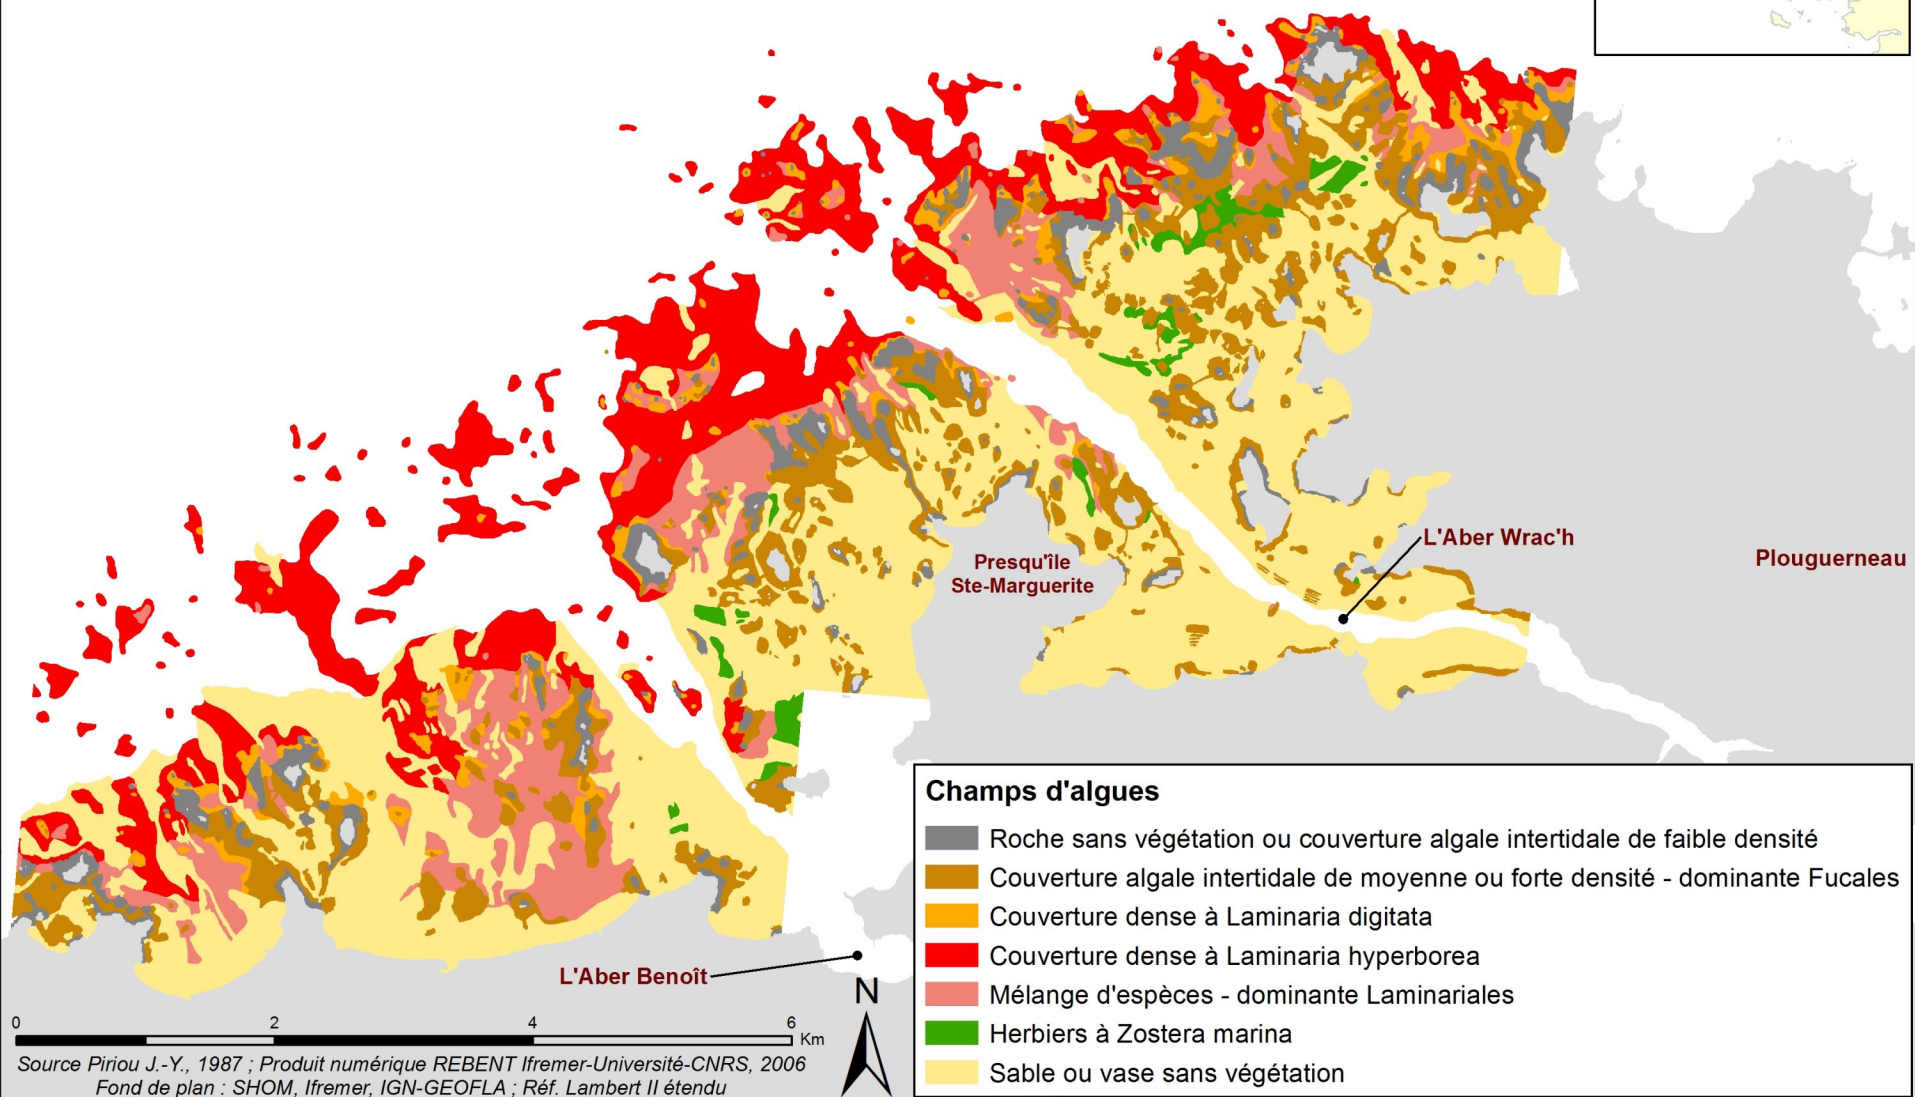 L'Aber Wrac'h
Presqu'île
Ste-Marguerite
Plouguerneau
L'Aber Benoît
N
0 2 4 6
Km
Source Piriou J.-Y., 1987 ; Produit numérique REBENT Ifremer-Université-CNRS, 2006
Fond de plan : SHOM, Ifremer, IGN-GEOFLA ; Réf. Lambert II étendu
Champs d'algues
Roche sans végétation ou couverture algale intertidale de faible densité
Couverture algale intertidale de moyenne ou forte densité - dominante Fucales
Couverture dense à Laminaria digitata
Couverture dense à Laminaria hyperborea
Mélange d'espèces - dominante Laminariales
Herbiers à Zostera marina
Sable ou vase sans végétation